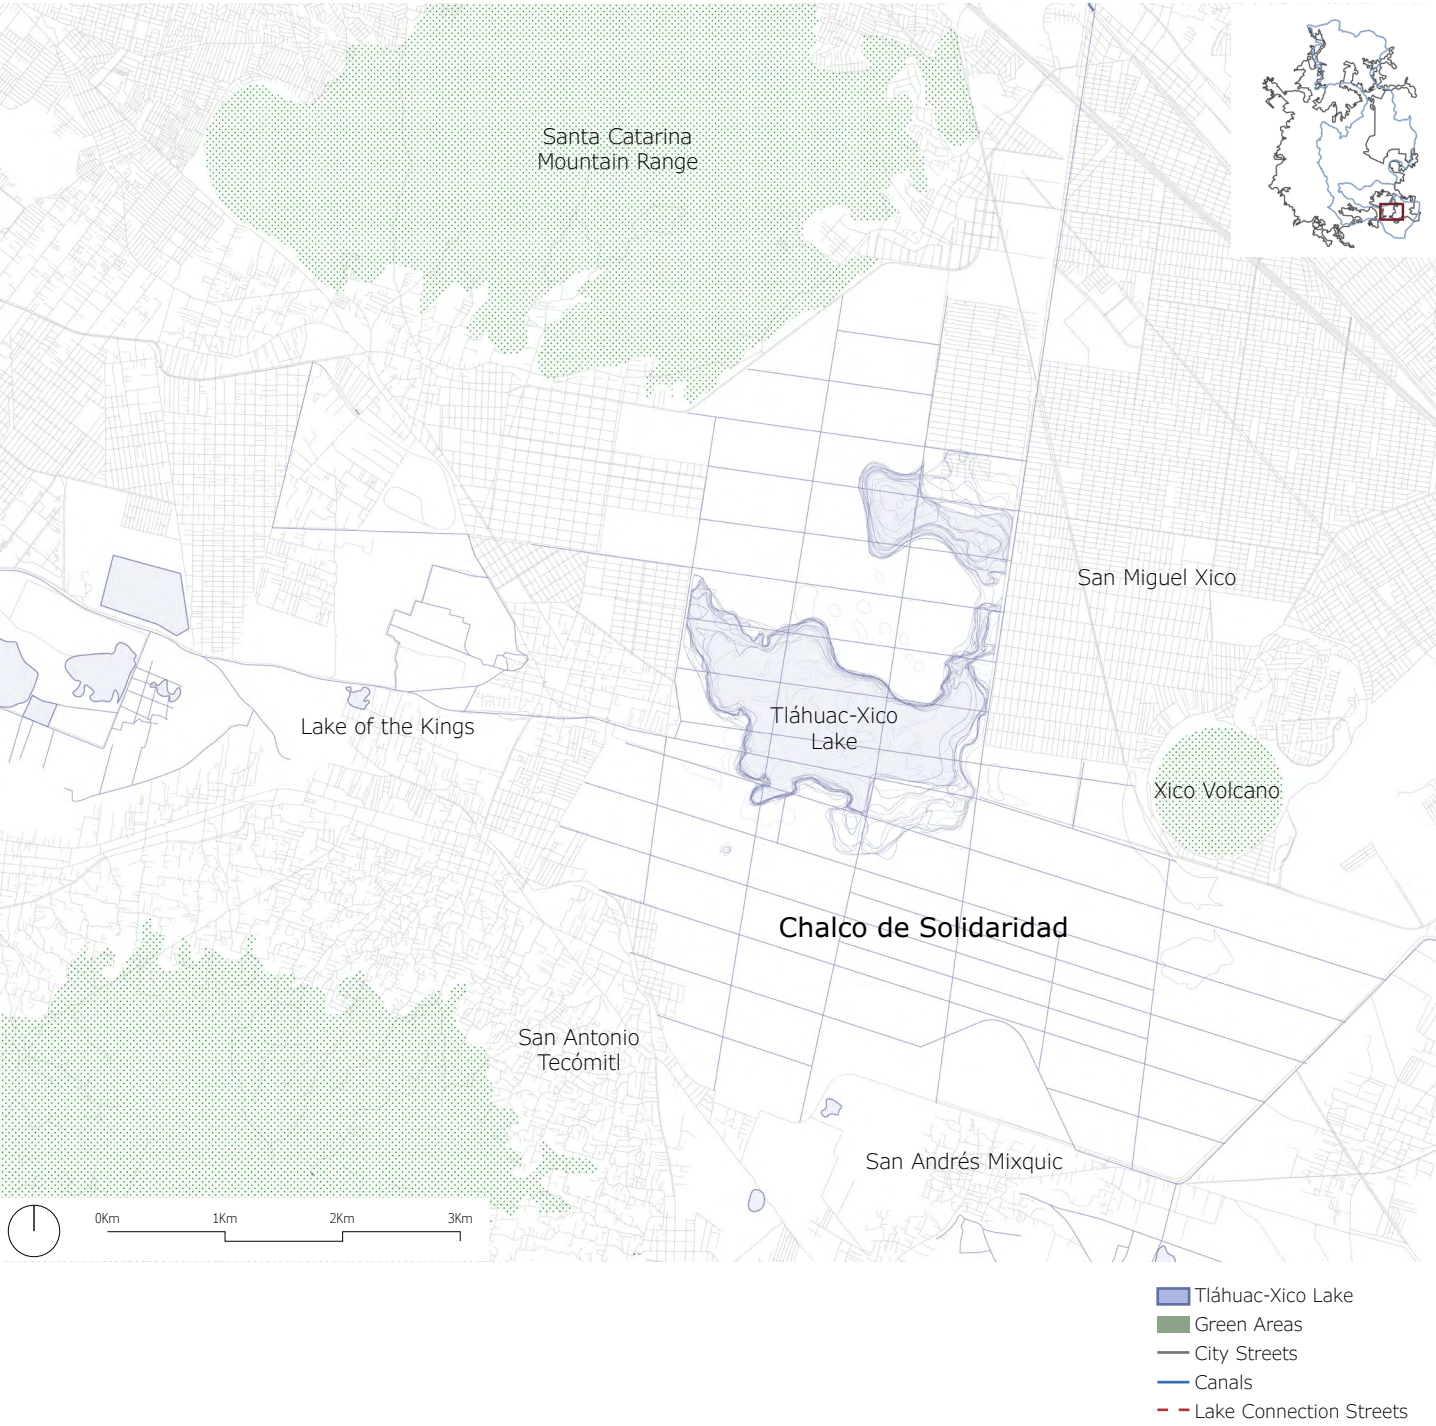 Santa Catarina
Mountain Range
San Miguel Xico
Lake of the Kings
Tláhuac-Xico
Lake
Xico Volcano
Chalco de Solidaridad
San Antonio
Tecómitl
San Andrés Mixquic
0Km 1Km 2Km 3Km
Tláhuac-Xico Lake
Green Areas
City Streets
Canals
Lake Connection Streets